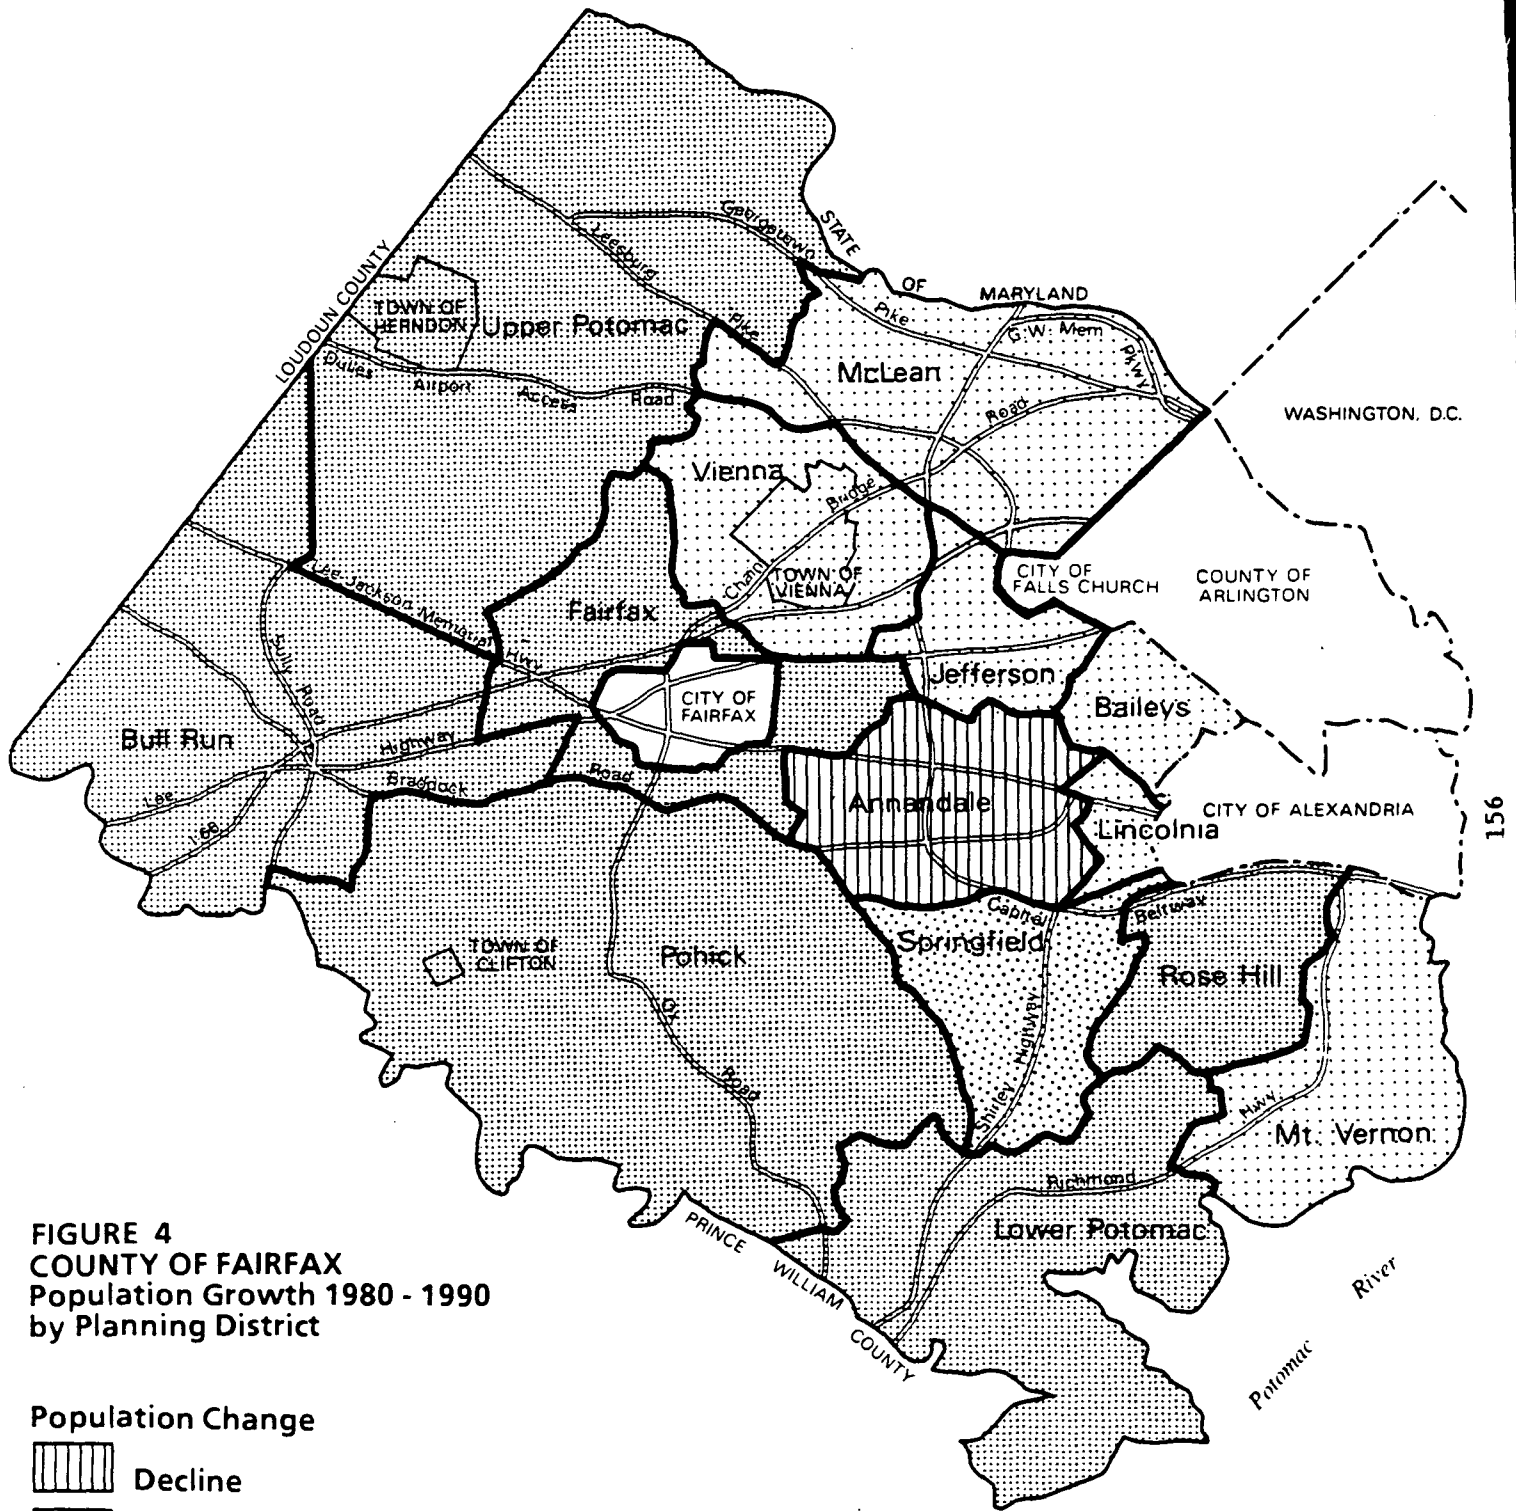 LOUDOUN COUNTY
STATE
OF
MARYLAND
Georgetown
Pike
Leesburg
Pike
G.W. Mem
Pkwy
TOWN OF
HERNDON
Upper Potomac
McLean
Dulles
Airport
Access
Road
Road
WASHINGTON, D.C.
Vienna
Bridge
Chain
TOWN OF
VIENNA
CITY OF
FALLS CHURCH
COUNTY OF
ARLINGTON
Lee Jackson Memorial
Hwy
Fairfax
Sully
Road
Jefferson
CITY OF
FAIRFAX
Baileys
Bull Run
Highway
Lee
I-66
Braddock
Road
Annandale
Lincolnia
CITY OF ALEXANDRIA
156
Capital
Beltway
TOWN OF
CLIFTON
Pohick
Springfield
Rose Hill
Ox
Road
Shirley
Highway
Hwy
Mt. Vernon
Richmond
Lower Potomac
PRINCE
WILLIAM
COUNTY
River
Potomac
FIGURE 4
COUNTY OF FAIRFAX
Population Growth 1980 - 1990
by Planning District
Population Change
Decline